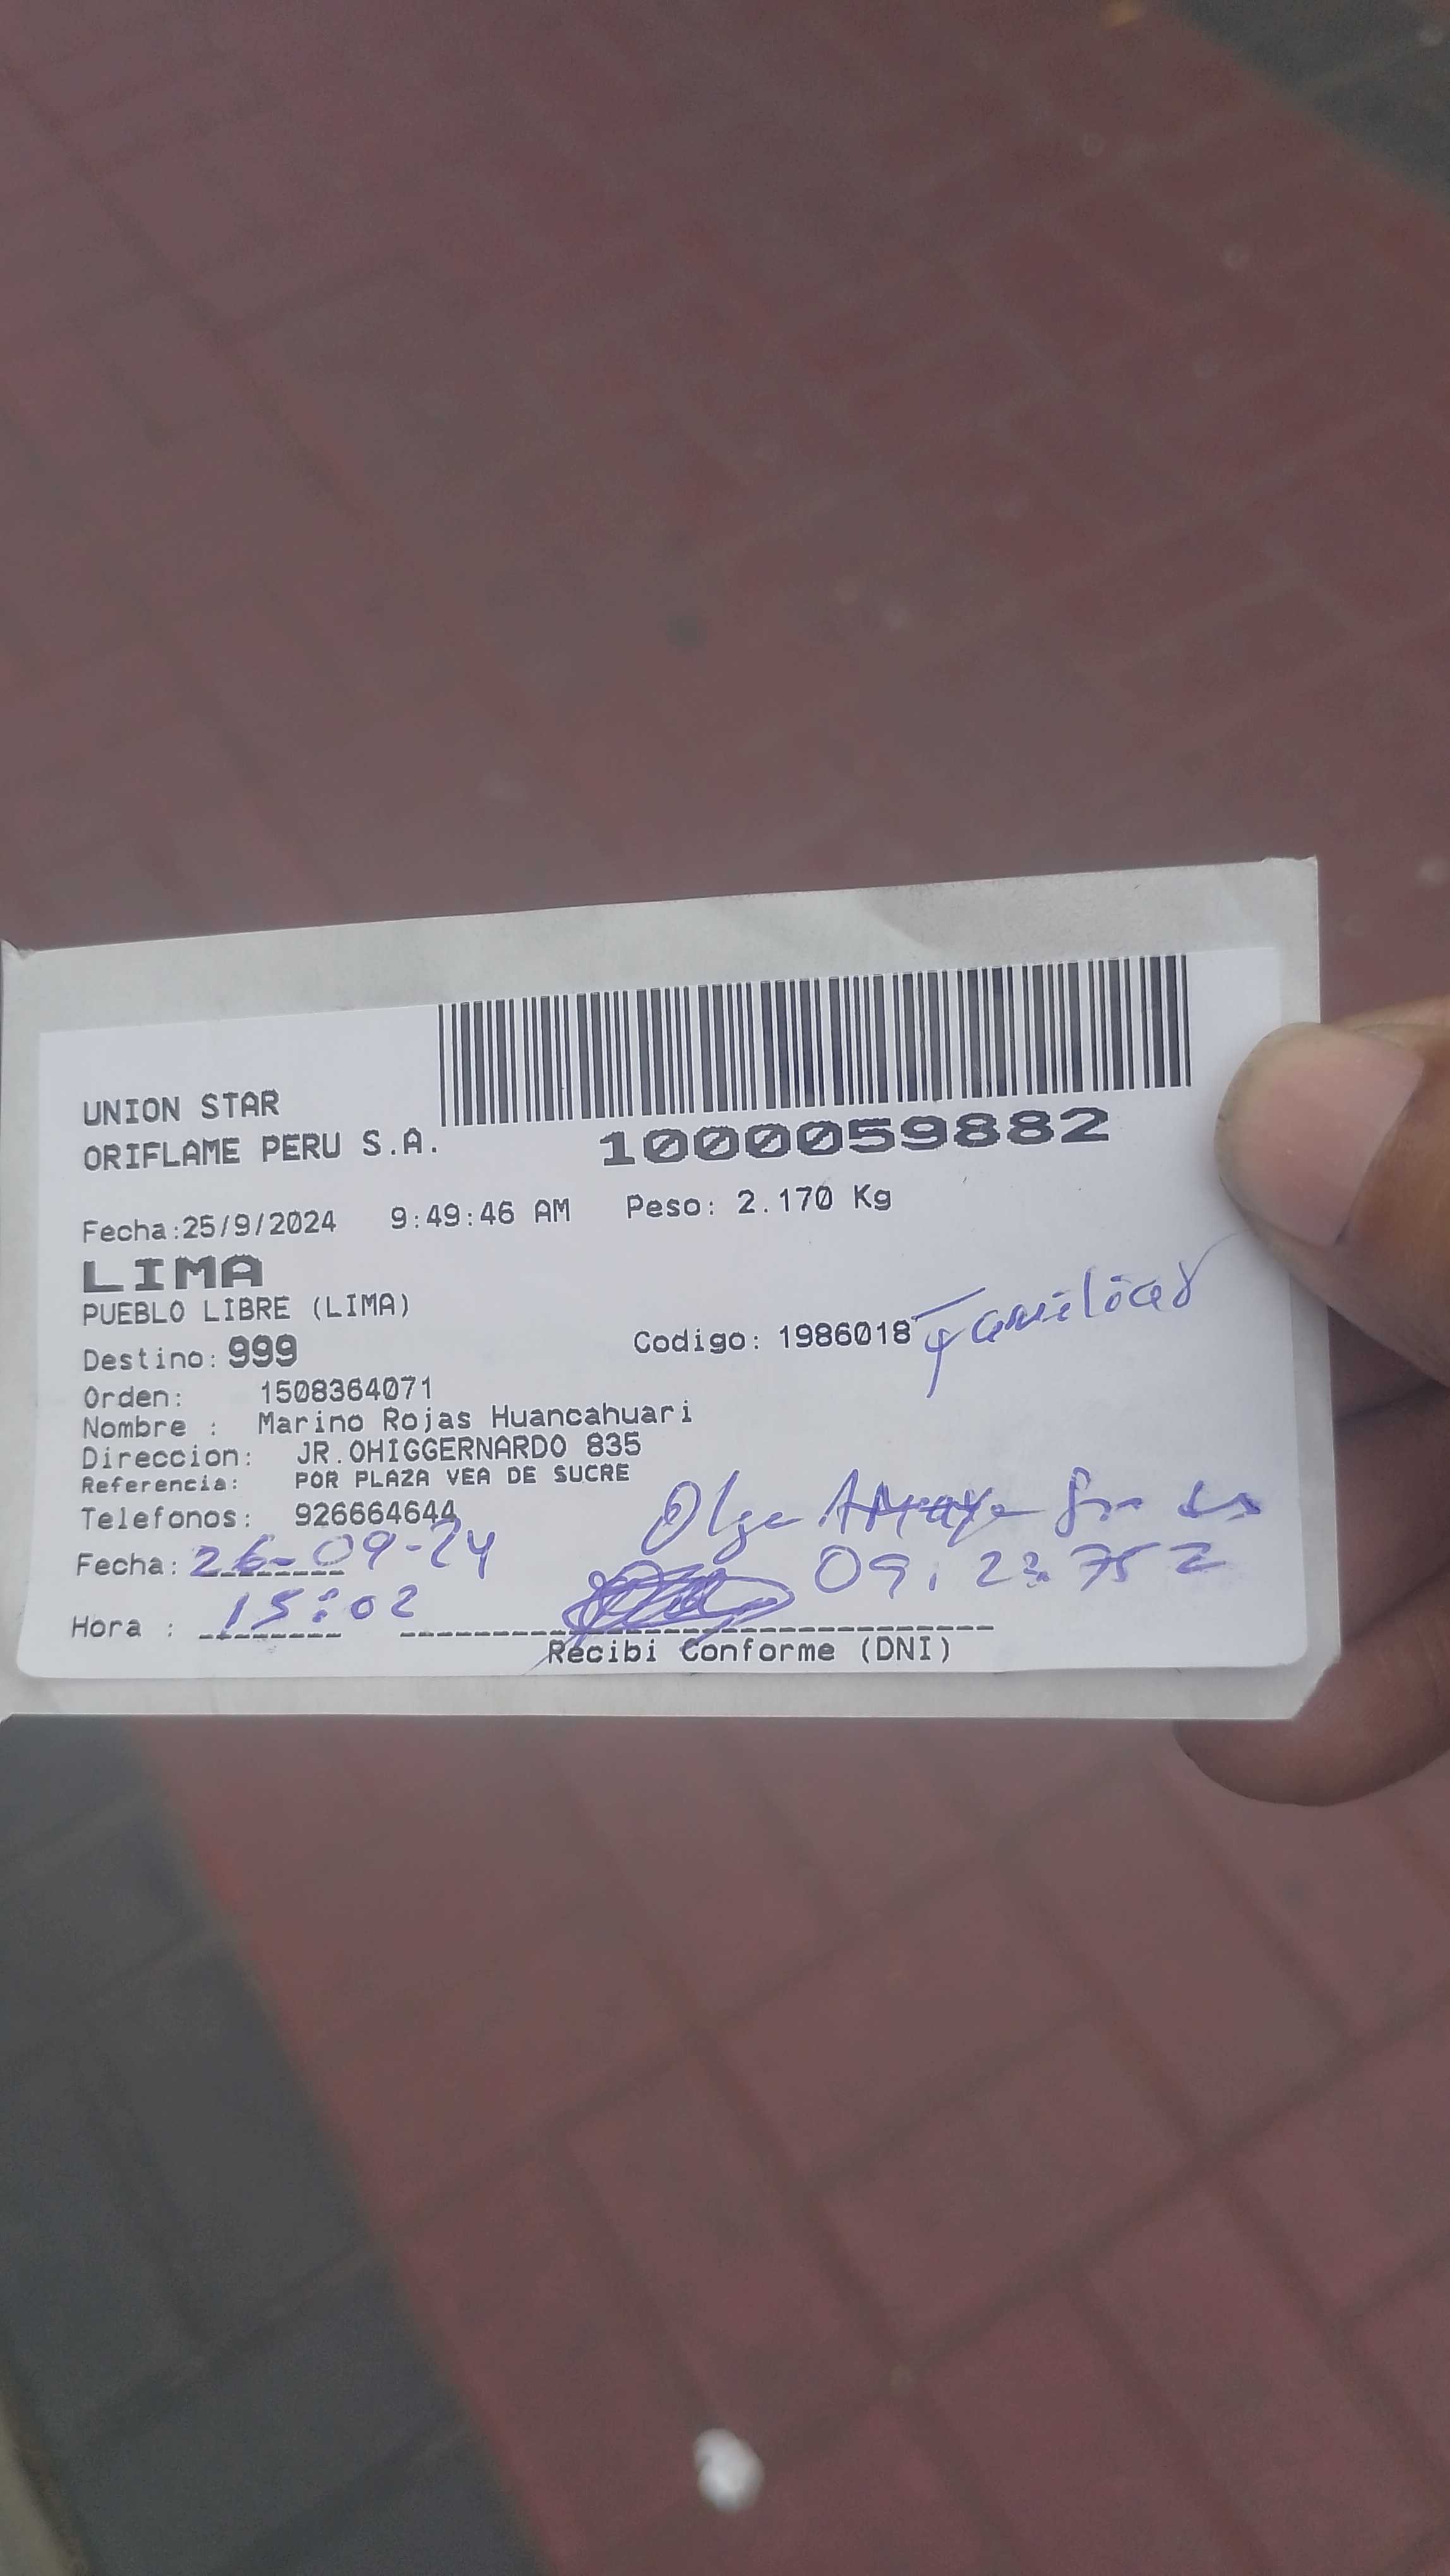 UNION STAR
ORIFLAME PERU S.A.
1000059882
Fecha:25/9/2024 9:49:46 AM Peso: 2.170 Kg
LIMA
PUEBLO LIBRE (LIMA)
Destino: 999 Codigo: 1986018 Familiar
Orden: 1508364071
Nombre : Marino Rojas Huancahuari
Direccion: JR.OHIGGERNARDO 835
Referencia: POR PLAZA VEA DE SUCRE
Telefonos: 926664644 Olga
Fecha: 26-09-24
Hora : 15:02
Recibi Conforme (DNI)